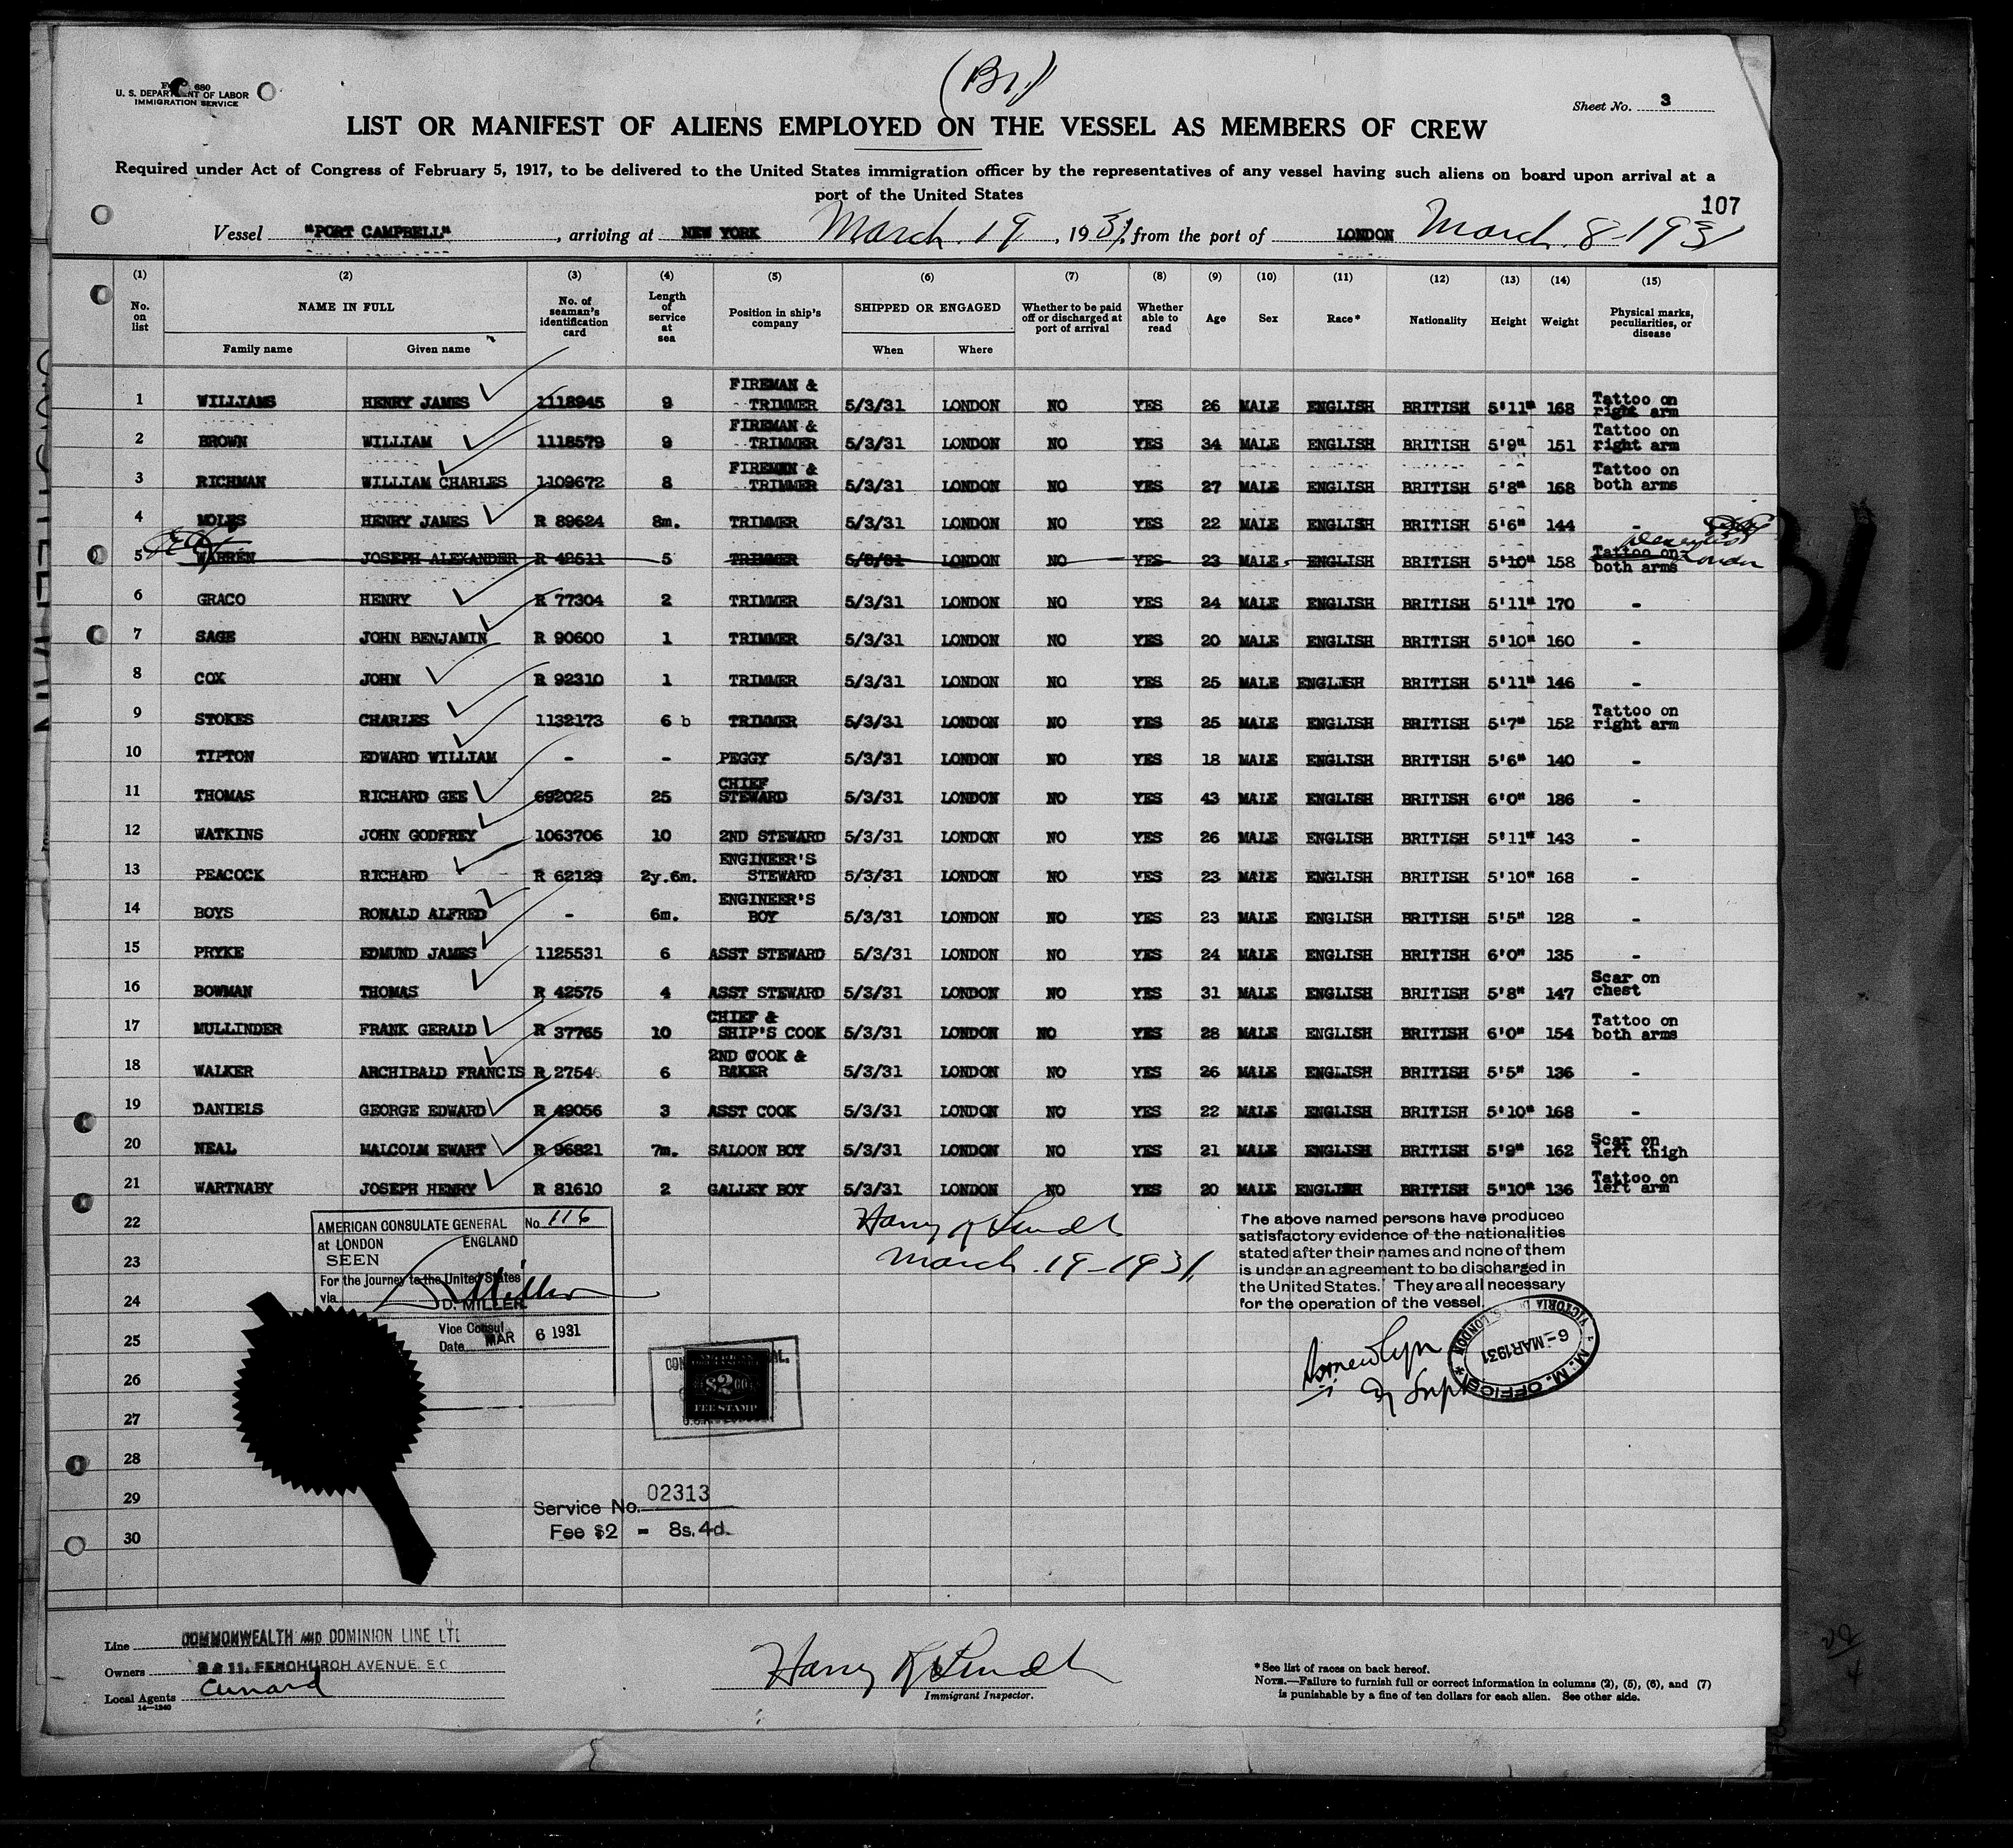 (Br.)
Form 680
U. S. DEPARTMENT OF LABOR
IMMIGRATION SERVICE
Sheet No. 3
LIST OR MANIFEST OF ALIENS EMPLOYED ON THE VESSEL AS MEMBERS OF CREW
Required under Act of Congress of February 5, 1917, to be delivered to the United States immigration officer by the representatives of any vessel having such aliens on board upon arrival at a
port of the United States
107
Vessel "PORT CAMPBELL", arriving at NEW YORK March 19, 1931, from the port of LONDON March 8-1931
(1) (2) (3) (4) (5) (6) (7) (8) (9) (10) (11) (12) (13) (14) (15)
No. on list NAME IN FULL No. of seaman's identification card Length of service at sea Position in ship's company SHIPPED OR ENGAGED Whether to be paid off or discharged at port of arrival Whether able to read Age Sex Race* Nationality Height Weight Physical marks, peculiarities, or disease
Family name Given name When Where
1 WILLIAMS HENRY JAMES 1118945 9 FIREMAN & TRIMMER 5/3/31 LONDON NO YES 26 MALE ENGLISH BRITISH 5'11" 168 Tattoo on right arm
2 BROWN WILLIAM 1118579 9 FIREMAN & TRIMMER 5/3/31 LONDON NO YES 34 MALE ENGLISH BRITISH 5'9" 151 Tattoo on right arm
3 RICHMAN WILLIAM CHARLES 1109672 8 FIREMAN & TRIMMER 5/3/31 LONDON NO YES 27 MALE ENGLISH BRITISH 5'8" 168 Tattoo on both arms
4 MOLES HENRY JAMES R 89624 8m. TRIMMER 5/3/31 LONDON NO YES 22 MALE ENGLISH BRITISH 5'6" 144 -
5 WARREN JOSEPH ALEXANDER R 42511 5 TRIMMER 5/3/31 LONDON NO YES 23 MALE ENGLISH BRITISH 5'10" 158 Tattoo on both arms London
6 GRACO HENRY R 77304 2 TRIMMER 5/3/31 LONDON NO YES 24 MALE ENGLISH BRITISH 5'11" 170 -
7 SAGE JOHN BENJAMIN R 90600 1 TRIMMER 5/3/31 LONDON NO YES 20 MALE ENGLISH BRITISH 5'10" 160 -
8 COX JOHN R 92310 1 TRIMMER 5/3/31 LONDON NO YES 25 MALE ENGLISH BRITISH 5'11" 146 -
9 STOKES CHARLES 1132173 6 b TRIMMER 5/3/31 LONDON NO YES 25 MALE ENGLISH BRITISH 5'7" 152 Tattoo on right arm
10 TIPTON EDWARD WILLIAM - - PEGGY 5/3/31 LONDON NO YES 18 MALE ENGLISH BRITISH 5'6" 140 -
11 THOMAS RICHARD GEE 692025 25 CHIEF STEWARD 5/3/31 LONDON NO YES 43 MALE ENGLISH BRITISH 6'0" 186 -
12 WATKINS JOHN GODFREY 1063706 10 2ND STEWARD 5/3/31 LONDON NO YES 26 MALE ENGLISH BRITISH 5'11" 143 -
13 PEACOCK RICHARD R 62129 2y.6m. ENGINEER'S STEWARD 5/3/31 LONDON NO YES 23 MALE ENGLISH BRITISH 5'10" 168 -
14 BOYS RONALD ALFRED - 6m. ENGINEER'S BOY 5/3/31 LONDON NO YES 23 MALE ENGLISH BRITISH 5'5" 128 -
15 PRYKE EDMUND JAMES 1125531 6 ASST STEWARD 5/3/31 LONDON NO YES 24 MALE ENGLISH BRITISH 6'0" 135 -
16 BOWMAN THOMAS R 42575 4 ASST STEWARD 5/3/31 LONDON NO YES 31 MALE ENGLISH BRITISH 5'8" 147 Scar on chest
17 MULLINDER FRANK GERALD R 37765 10 CHIEF & SHIP'S COOK 5/3/31 LONDON NO YES 28 MALE ENGLISH BRITISH 6'0" 154 Tattoo on both arms
18 WALKER ARCHIBALD FRANCIS R 27546 6 2ND COOK & BAKER 5/3/31 LONDON NO YES 26 MALE ENGLISH BRITISH 5'5" 136 -
19 DANIELS GEORGE EDWARD R 49056 3 ASST COOK 5/3/31 LONDON NO YES 22 MALE ENGLISH BRITISH 5'10" 168 -
20 NEAL MALCOLM EWART R 96821 7m. SALOON BOY 5/3/31 LONDON NO YES 21 MALE ENGLISH BRITISH 5'9" 162 Scar on left thigh
21 WARTNABY JOSEPH HENRY R 81610 2 GALLEY BOY 5/3/31 LONDON NO YES 20 MALE ENGLISH BRITISH 5"10" 136 Tattoo on left arm
22
23
24
25
26
27
28
29
30
AMERICAN CONSULATE GENERAL No. 116
at LONDON ENGLAND
SEEN
For the journey to the United States
via
D. MILLER
Vice Consul
Date MAR 6 1931
Harry
March 19-1931
The above named persons have produced
satisfactory evidence of the nationalities
stated after their names and none of them
is under an agreement to be discharged in
the United States. They are all necessary
for the operation of the vessel.
M. M. OFFICE
6-MAR 1931
VICTORIA LONDON
$2
FEE STAMP
Service No. 02313
Fee $2 = 8s.4d.
Line COMMONWEALTH AND DOMINION LINE LTD
Owners 9 & 11, FENCHURCH AVENUE, E C
Local Agents Cunard
14-1240
Harry
Immigrant Inspector.
* See list of races on back hereof.
NOTE.—Failure to furnish full or correct information in columns (2), (5), (6), and (7)
is punishable by a fine of ten dollars for each alien. See other side.